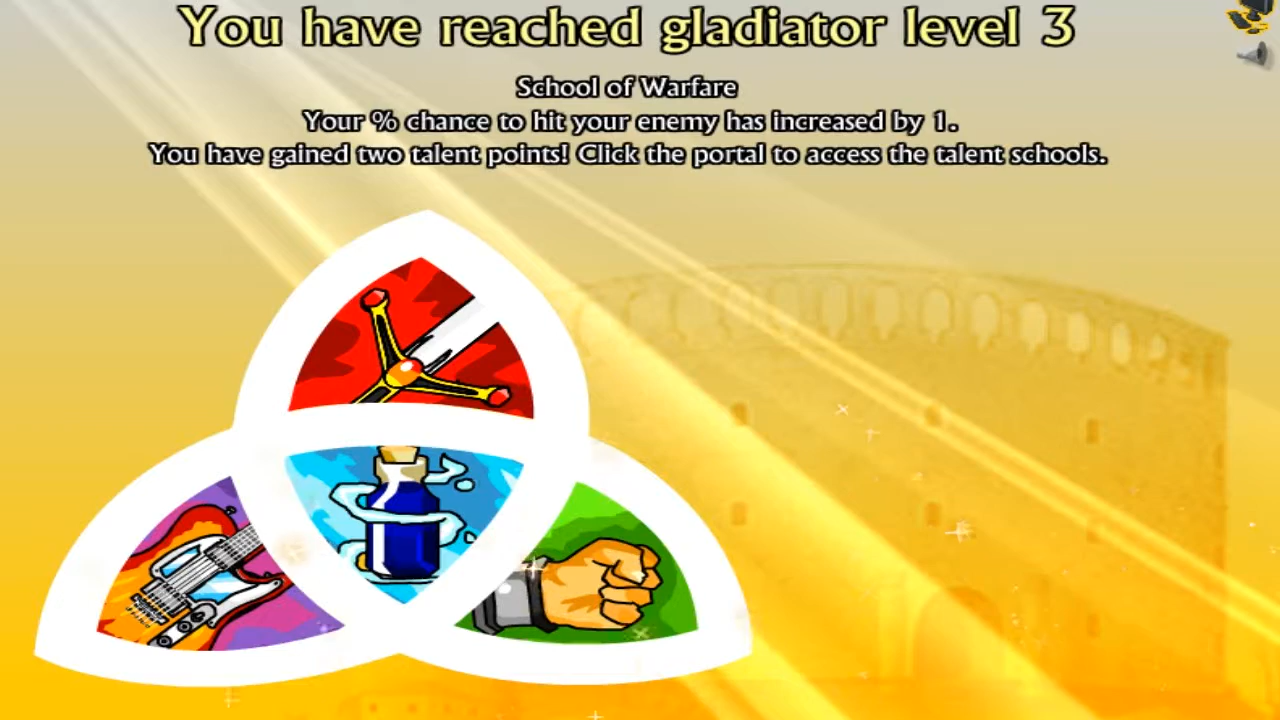 You have reached gladiator level 3
School of Warfare
Your % chance to hit your enemy has increased by 1.
You have gained two talent points! Click the portal to access the talent schools.